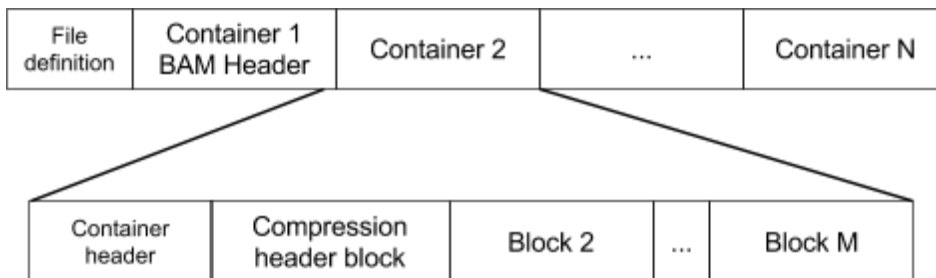 File
definition
Container 1
BAM Header
Container 2
...
Container N
Container
header
Compression
header block
Block 2
...
Block M